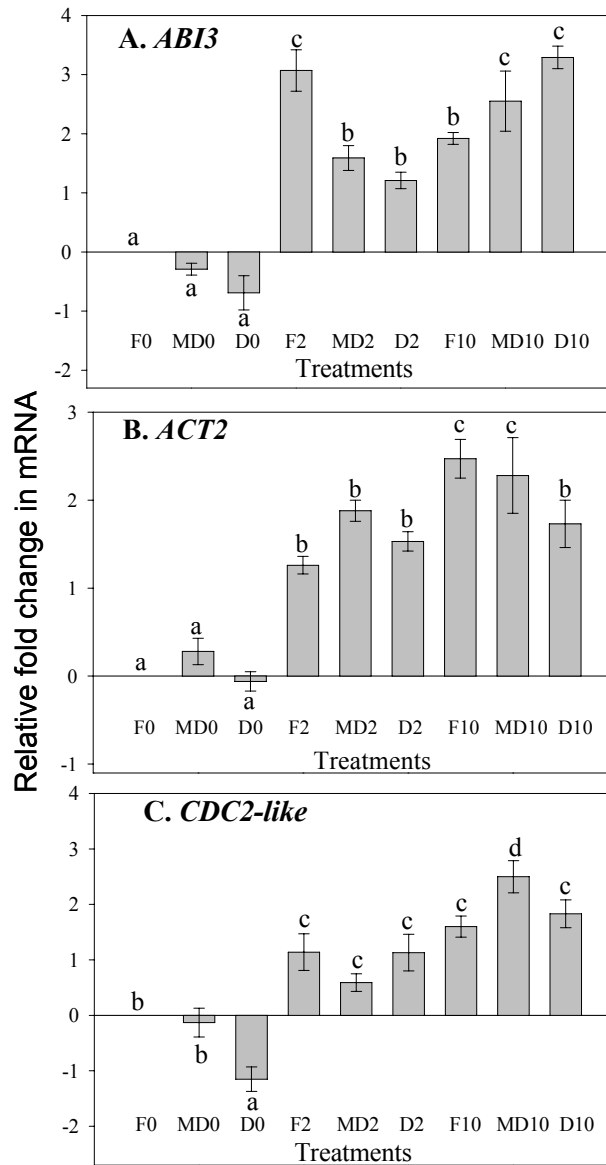 Relative fold change in mRNA
A. ABI3
4
3
2
1
0
-1
-2
a
a
a
c
b
b
b
c
c
F0 MD0 D0 F2 MD2 D2 F10 MD10 D10
Treatments
B. ACT2
3
2
1
0
-1
a
a
a
b
b
b
c
c
b
F0 MD0 D0 F2 MD2 D2 F10 MD10 D10
Treatments
C. CDC2-like
4
3
2
1
0
-1
-2
b
b
a
c
c
c
c
d
c
F0 MD0 D0 F2 MD2 D2 F10 MD10 D10
Treatments